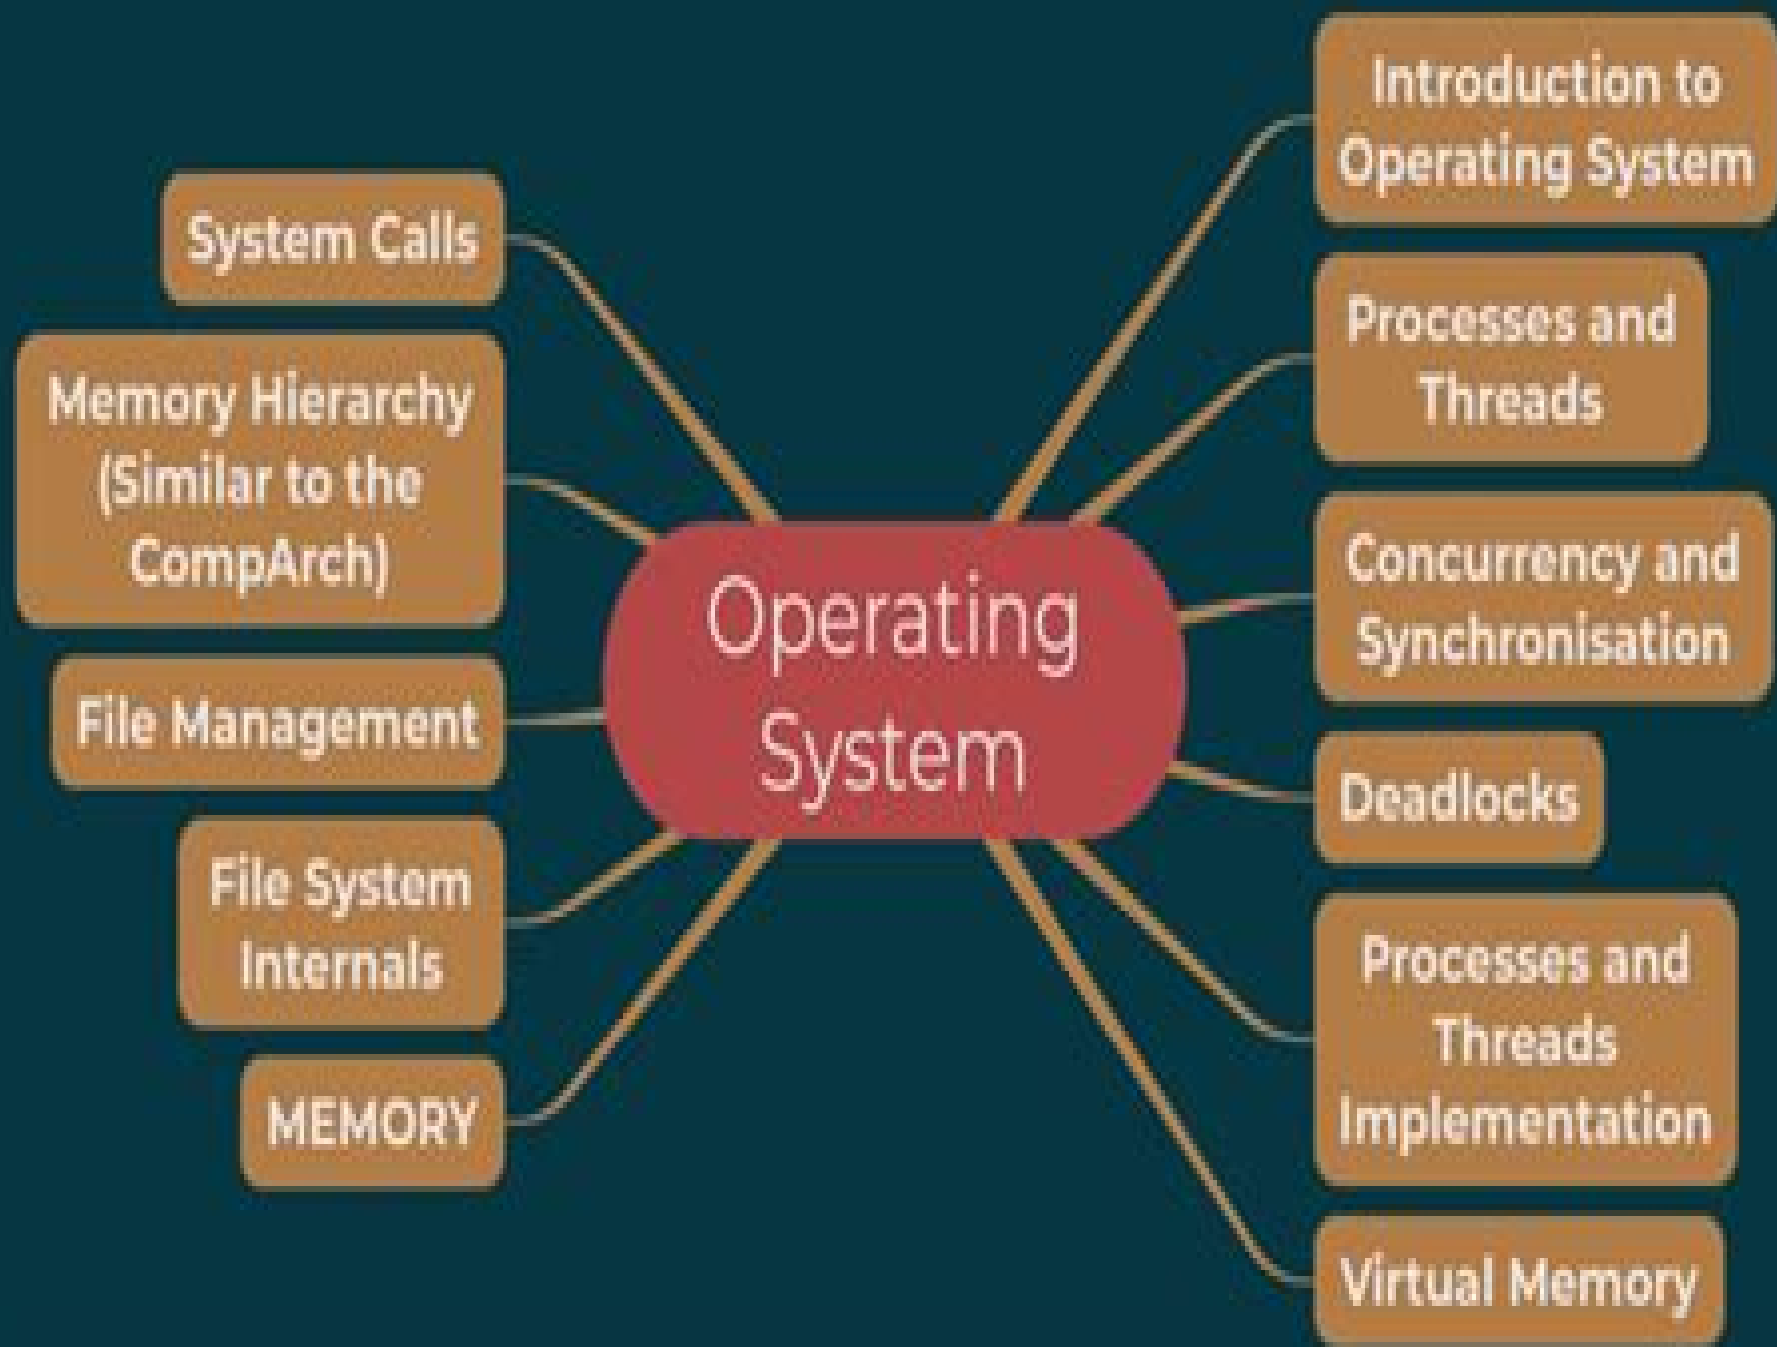 Operating
System
Introduction to
Operating System
Processes and
Threads
Concurrency and
Synchronisation
Deadlocks
Processes and
Threads
Implementation
Virtual Memory
System Calls
Memory Hierarchy
(Similar to the
CompArch)
File Management
File System
Internals
MEMORY